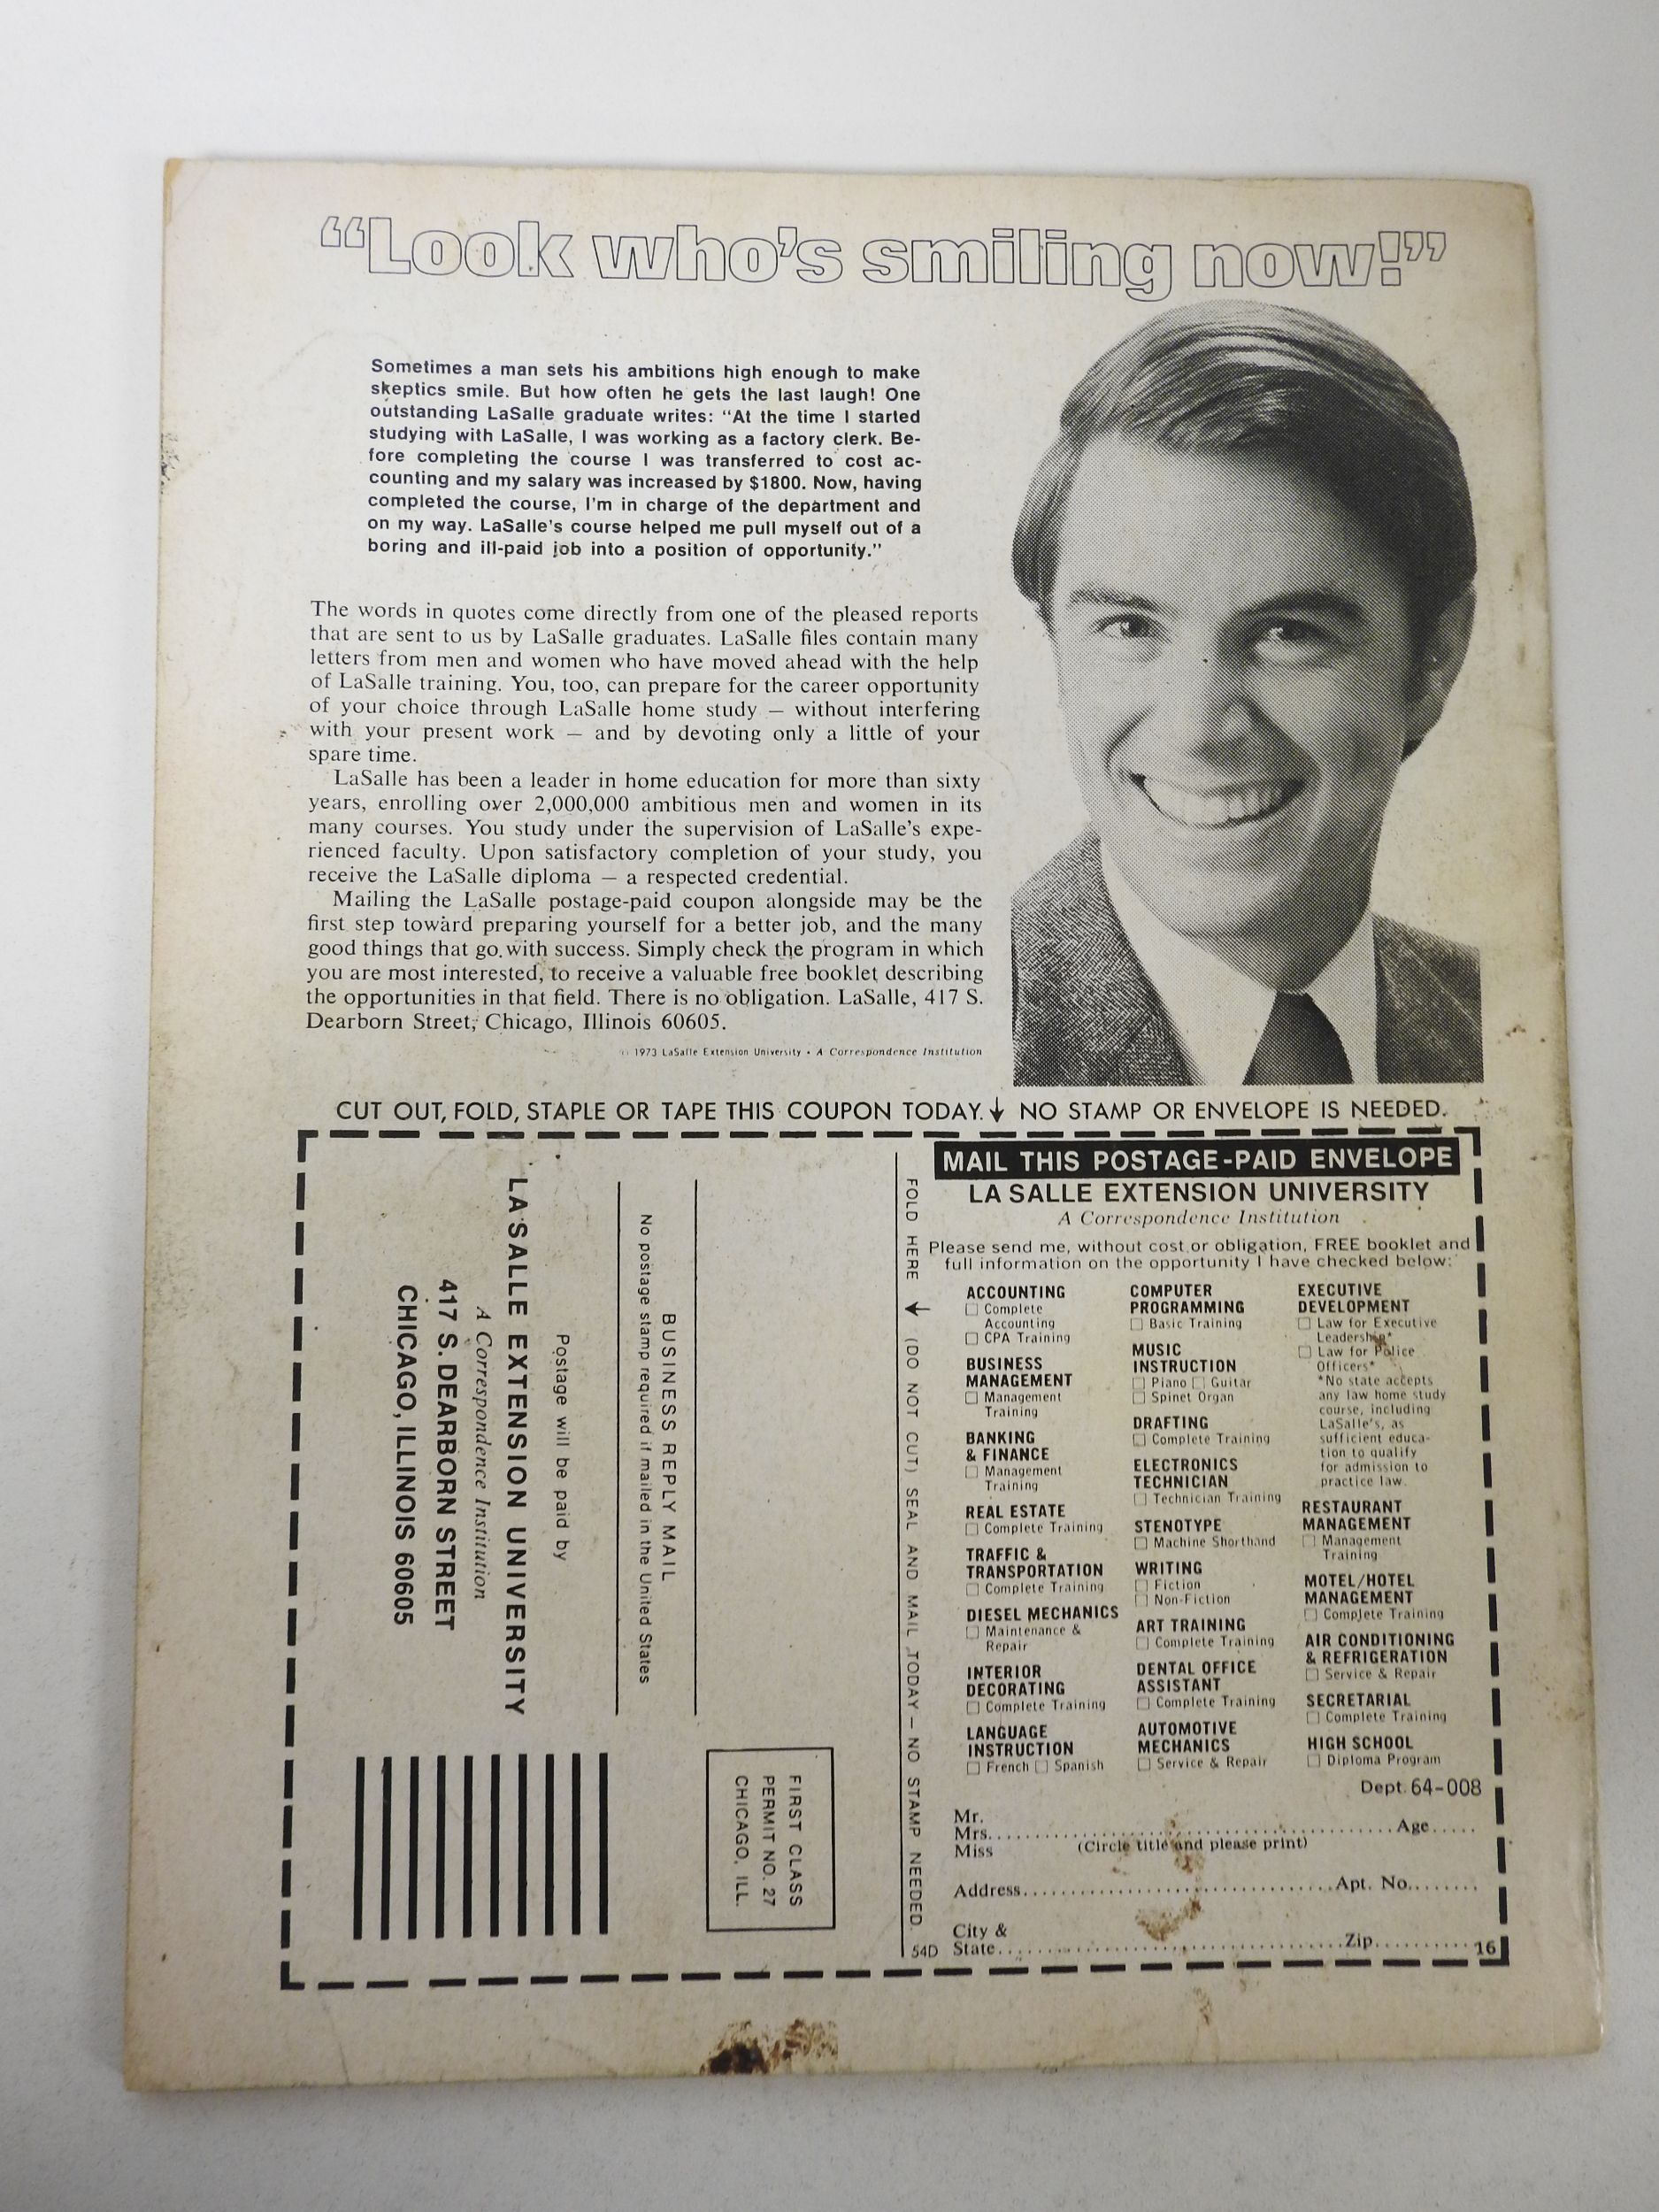 “Look who's smiling now!”
Sometimes a man sets his ambitions high enough to make
skeptics smile. But how often he gets the last laugh! One
outstanding LaSalle graduate writes: “At the time I started
studying with LaSalle, I was working as a factory clerk. Be-
fore completing the course I was transferred to cost ac-
counting and my salary was increased by $1800. Now, having
completed the course, I'm in charge of the department and
on my way. LaSalle's course helped me pull myself out of a
boring and ill-paid job into a position of opportunity.”
The words in quotes come directly from one of the pleased reports
that are sent to us by LaSalle graduates. LaSalle files contain many
letters from men and women who have moved ahead with the help
of LaSalle training. You, too, can prepare for the career opportunity
of your choice through LaSalle home study — without interfering
with your present work — and by devoting only a little of your
spare time.
LaSalle has been a leader in home education for more than sixty
years, enrolling over 2,000,000 ambitious men and women in its
many courses. You study under the supervision of LaSalle's expe-
rienced faculty. Upon satisfactory completion of your study, you
receive the LaSalle diploma — a respected credential.
Mailing the LaSalle postage-paid coupon alongside may be the
first step toward preparing yourself for a better job, and the many
good things that go with success. Simply check the program in which
you are most interested, to receive a valuable free booklet describing
the opportunities in that field. There is no obligation. LaSalle, 417 S.
Dearborn Street, Chicago, Illinois 60605.
© 1973 LaSalle Extension University • A Correspondence Institution
CUT OUT, FOLD, STAPLE OR TAPE THIS COUPON TODAY. ↓ NO STAMP OR ENVELOPE IS NEEDED.
FIRST CLASS
PERMIT NO. 27
CHICAGO, ILL.
BUSINESS REPLY MAIL
No postage stamp required if mailed in the United States
Postage will be paid by
LA SALLE EXTENSION UNIVERSITY
A Correspondence Institution
417 S. DEARBORN STREET
CHICAGO, ILLINOIS 60605
FOLD HERE (DO NOT CUT) SEAL AND MAIL TODAY — NO STAMP NEEDED.
MAIL THIS POSTAGE-PAID ENVELOPE
LA SALLE EXTENSION UNIVERSITY
A Correspondence Institution
Please send me, without cost or obligation, FREE booklet and
full information on the opportunity I have checked below:
ACCOUNTING
☐ Complete
Accounting
☐ CPA Training
BUSINESS
MANAGEMENT
☐ Management
Training
BANKING
& FINANCE
☐ Management
Training
REAL ESTATE
☐ Complete Training
TRAFFIC &
TRANSPORTATION
☐ Complete Training
DIESEL MECHANICS
☐ Maintenance &
Repair
INTERIOR
DECORATING
☐ Complete Training
LANGUAGE
INSTRUCTION
☐ French ☐ Spanish
COMPUTER
PROGRAMMING
☐ Basic Training
MUSIC
INSTRUCTION
☐ Piano ☐ Guitar
☐ Spinet Organ
DRAFTING
☐ Complete Training
ELECTRONICS
TECHNICIAN
☐ Technician Training
STENOTYPE
☐ Machine Shorthand
WRITING
☐ Fiction
☐ Non-Fiction
ART TRAINING
☐ Complete Training
DENTAL OFFICE
ASSISTANT
☐ Complete Training
AUTOMOTIVE
MECHANICS
☐ Service & Repair
EXECUTIVE
DEVELOPMENT
☐ Law for Executive
Leadership*
☐ Law for Police
Officers*
*No state accepts
any law home study
course, including
LaSalle's, as
sufficient educa-
tion to qualify
for admission to
practice law.
RESTAURANT
MANAGEMENT
☐ Management
Training
MOTEL/HOTEL
MANAGEMENT
☐ Complete Training
AIR CONDITIONING
& REFRIGERATION
☐ Service & Repair
SECRETARIAL
☐ Complete Training
HIGH SCHOOL
☐ Diploma Program
Dept. 64-008
Mr.
Mrs. Age
Miss (Circle title and please print)
Address Apt. No.
City &
State Zip
54D 16